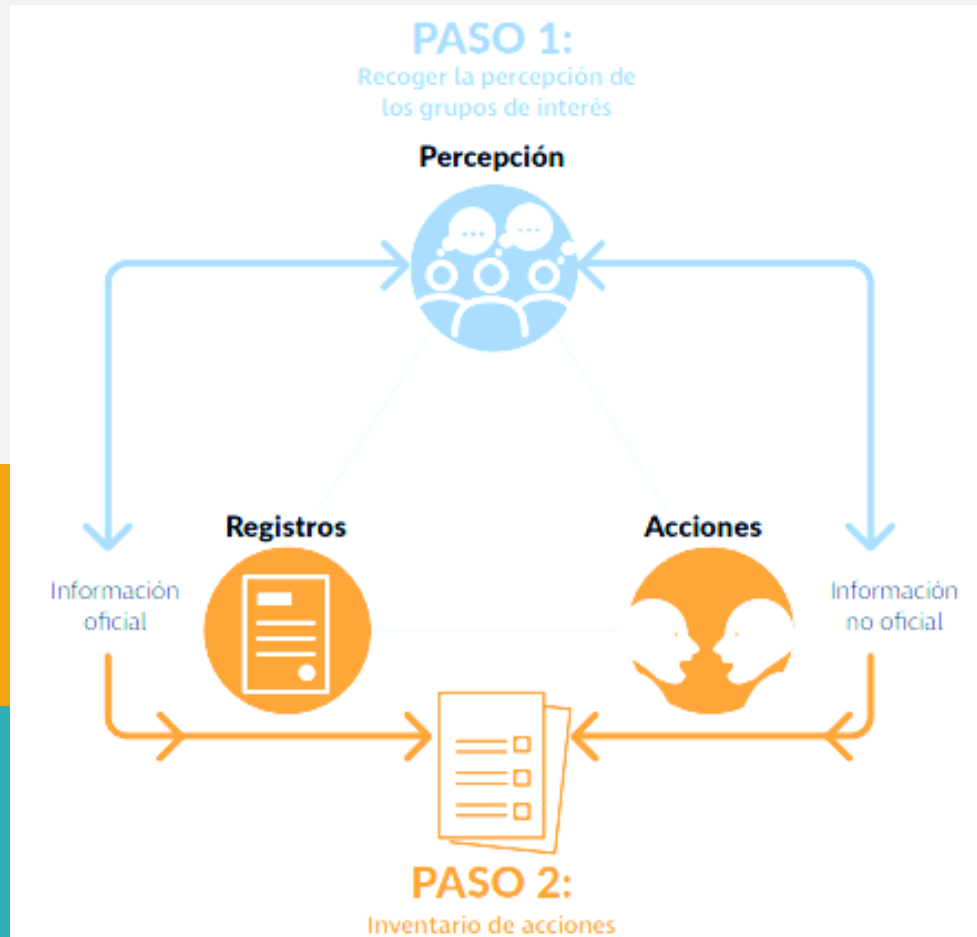 PASO 1:
Recoger la percepción de
los grupos de interés
Percepción
Registros
Acciones
Información
oficial
Información
no oficial
PASO 2:
Inventario de acciones